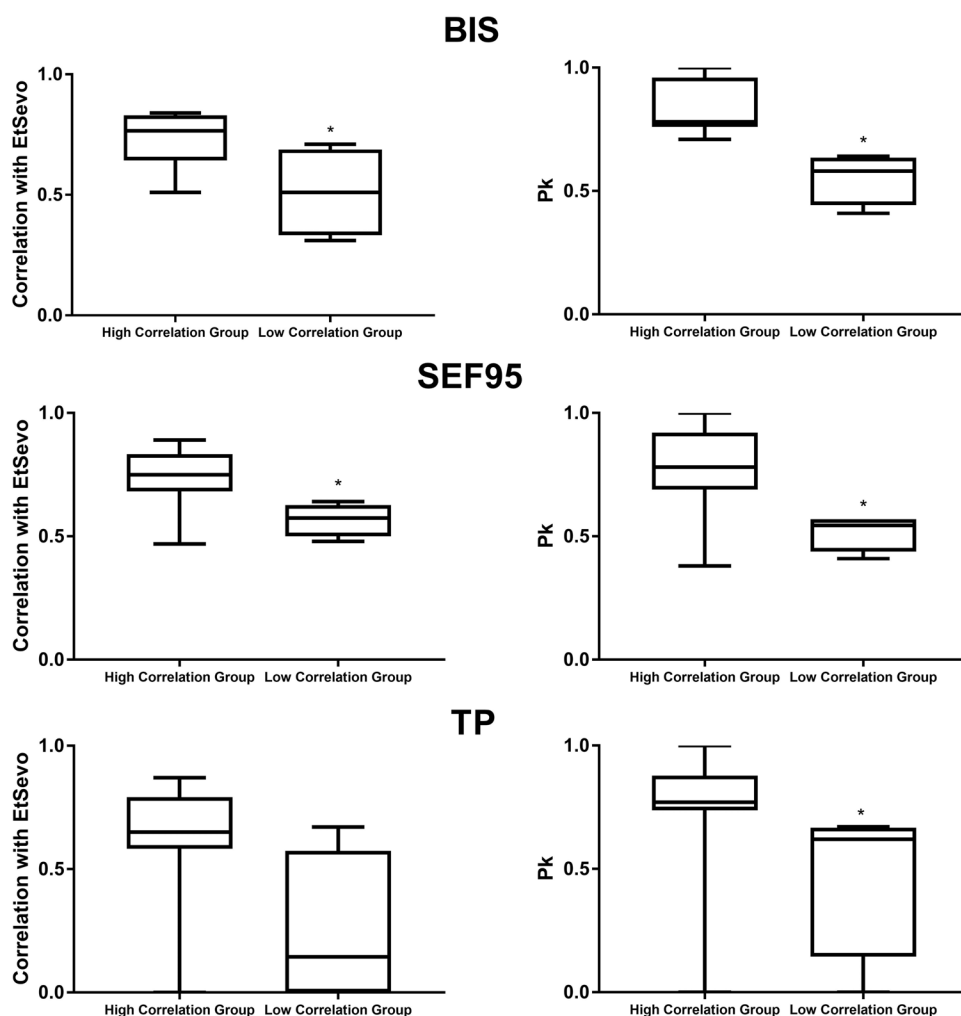 BIS
Correlation with EtSevo
1.0
0.5
0.0
*
High Correlation Group
Low Correlation Group
Pk
1.0
0.5
0.0
*
High Correlation Group
Low Correlation Group
SEF95
Correlation with EtSevo
1.0
0.5
0.0
*
High Correlation Group
Low Correlation Group
Pk
1.0
0.5
0.0
*
High Correlation Group
Low Correlation Group
TP
Correlation with EtSevo
1.0
0.5
0.0
High Correlation Group
Low Correlation Group
Pk
1.0
0.5
0.0
*
High Correlation Group
Low Correlation Group